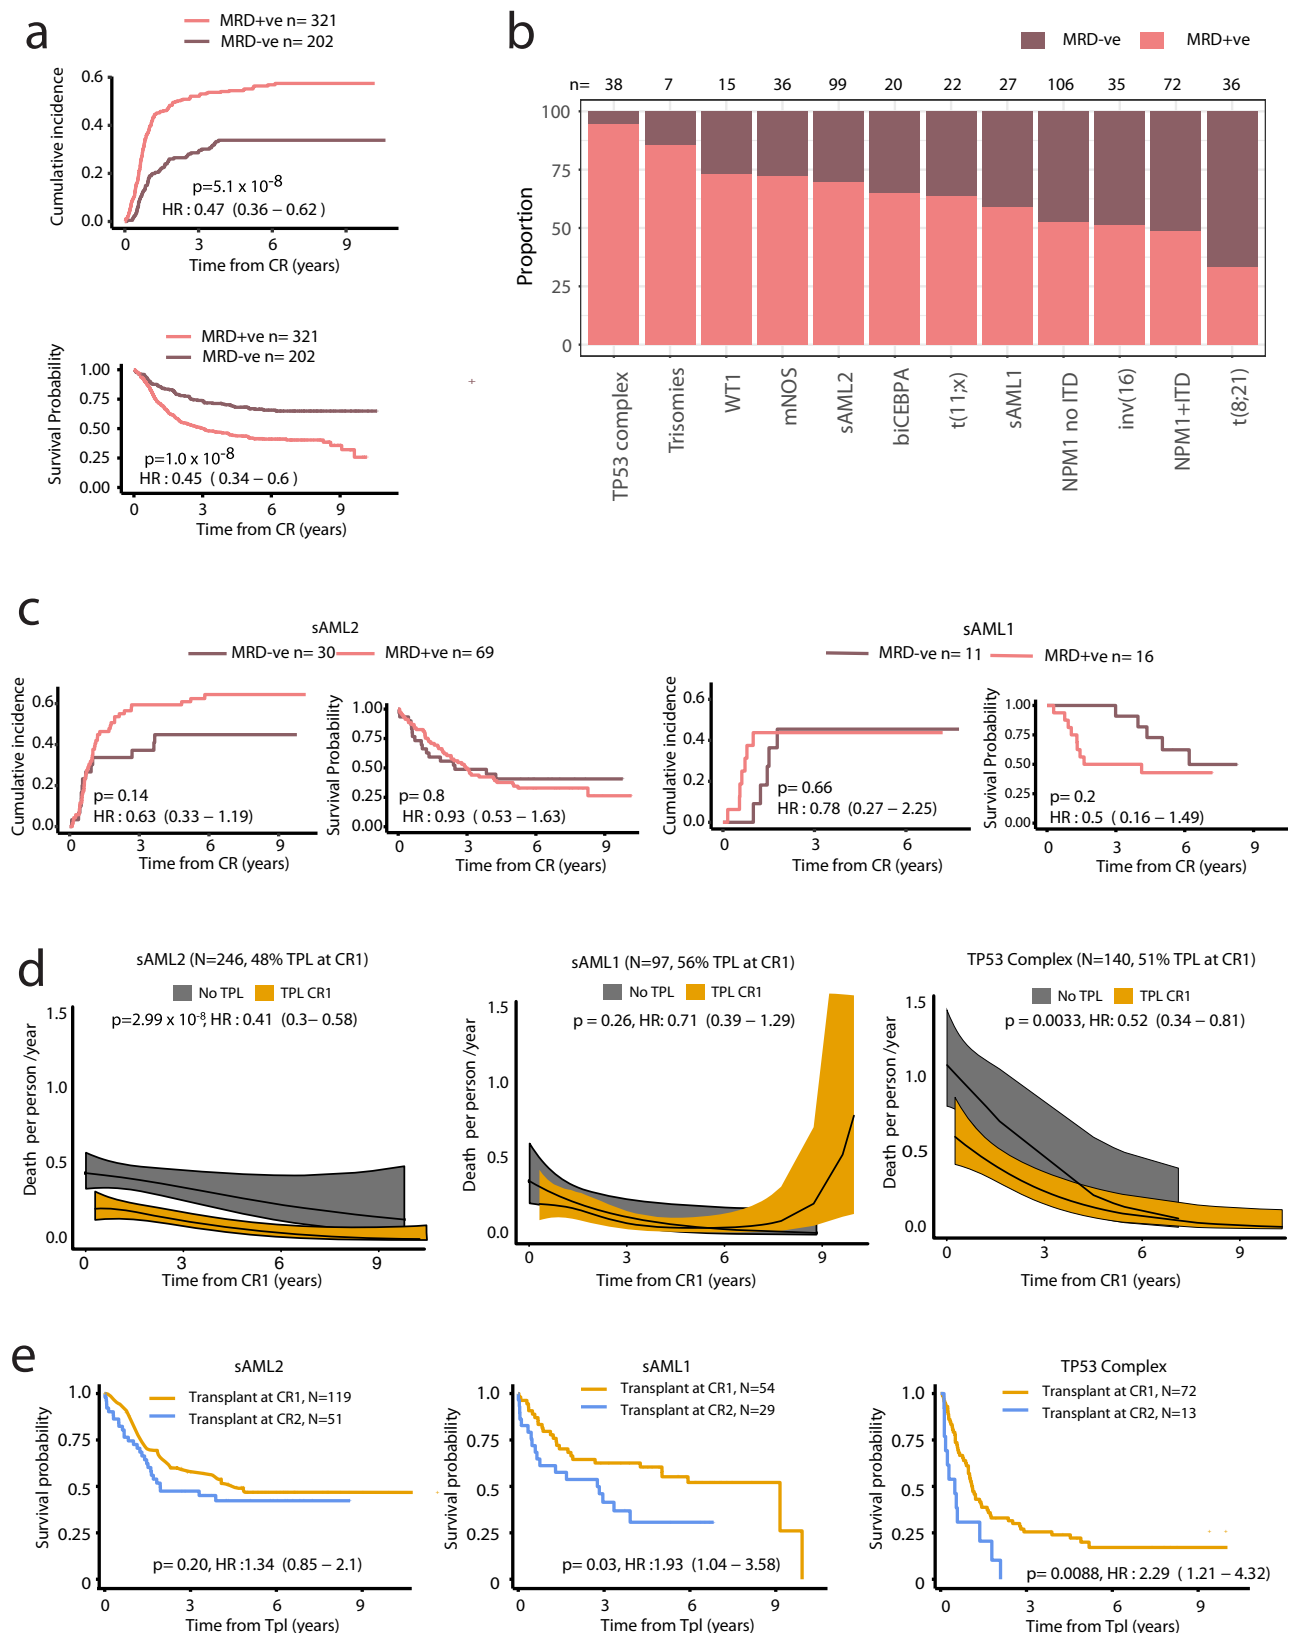 a
MRD+ve n= 321
MRD-ve n= 202
Cumulative incidence
0.6
0.4
0.2
0.0
p=5.1 x 10-8
HR : 0.47 (0.36 – 0.62 )
0 3 6 9
Time from CR (years)
MRD+ve n= 321
MRD-ve n= 202
Survival Probability
1.00
0.75
0.50
0.25
0.00
p=1.0 x 10-8
HR : 0.45 ( 0.34 – 0.6 )
0 3 6 9
Time from CR (years)
b
MRD-ve MRD+ve
n= 38 7 15 36 99 20 22 27 106 35 72 36
Proportion
100
75
50
25
0
TP53 complex
Trisomies
WT1
mNOS
sAML2
biCEBPA
t(11;x)
sAML1
NPM1 no ITD
inv(16)
NPM1+ITD
t(8;21)
+
c
sAML2
MRD-ve n= 30 MRD+ve n= 69
Cumulative incidence
0.6
0.4
0.2
0.0
p= 0.14
HR : 0.63 (0.33 – 1.19)
0 3 6 9
Time from CR (years)
Survival Probability
1.00
0.75
0.50
0.25
0.00
p= 0.8
HR : 0.93 ( 0.53 – 1.63)
0 3 6 9
Time from CR (years)
sAML1
MRD-ve n= 11 MRD+ve n= 16
Cumulative incidence
0.6
0.4
0.2
0.0
p= 0.66
HR : 0.78 (0.27 – 2.25)
0 3 6
Time from CR (years)
Survival Probability
1.00
0.75
0.50
0.25
0.00
p= 0.2
HR : 0.5 ( 0.16 – 1.49)
0 3 6 9
Time from CR (years)
d
sAML2 (N=246, 48% TPL at CR1)
No TPL TPL CR1
p=2.99 x 10-8, HR : 0.41 (0.3– 0.58)
Death per person /year
1.5
1.0
0.5
0.0
0 3 6 9
Time from CR1 (years)
sAML1 (N=97, 56% TPL at CR1)
No TPL TPL CR1
p = 0.26, HR: 0.71 (0.39 – 1.29)
Death per person /year
1.5
1.0
0.5
0.0
0 3 6 9
Time from CR1 (years)
TP53 Complex (N=140, 51% TPL at CR1)
No TPL TPL CR1
p = 0.0033, HR: 0.52 (0.34 – 0.81)
Death per person /year
1.5
1.0
0.5
0.0
0 3 6 9
Time from CR1 (years)
e
sAML2
Transplant at CR1, N=119
Transplant at CR2, N=51
Survival probability
1.0
0.75
0.5
0.25
0
p= 0.20, HR :1.34 (0.85 – 2.1)
0 3 6 9
Time from Tpl (years)
sAML1
Transplant at CR1, N=54
Transplant at CR2, N=29
Survival probability
1.0
0.75
0.5
0.25
0
p= 0.03, HR :1.93 (1.04 – 3.58)
0 3 6 9
Time from Tpl (years)
TP53 Complex
Transplant at CR1, N=72
Transplant at CR2, N=13
Survival probability
1.0
0.75
0.5
0.25
0
p= 0.0088, HR : 2.29 ( 1.21 – 4.32)
0 3 6 9
Time from Tpl (years)